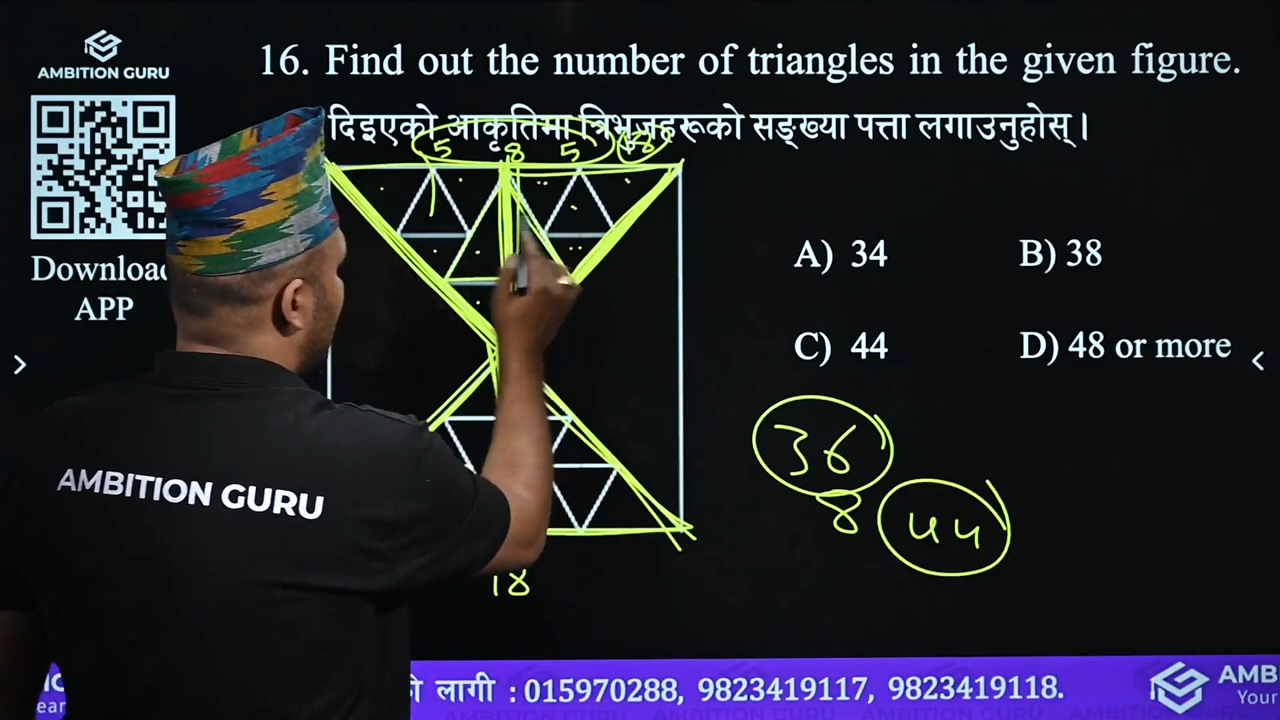 AMBITION GURU
16. Find out the number of triangles in the given figure.
दिइएको आकृतिमा त्रिभुजहरूको सङ्ख्या पत्ता लगाउनुहोस्।
5 8 5 8
Download
APP
A) 34 B) 38
C) 44 D) 48 or more
36
8
44
18
AMBITION GURU
लागी : 015970288, 9823419117, 9823419118.
AMB
Your